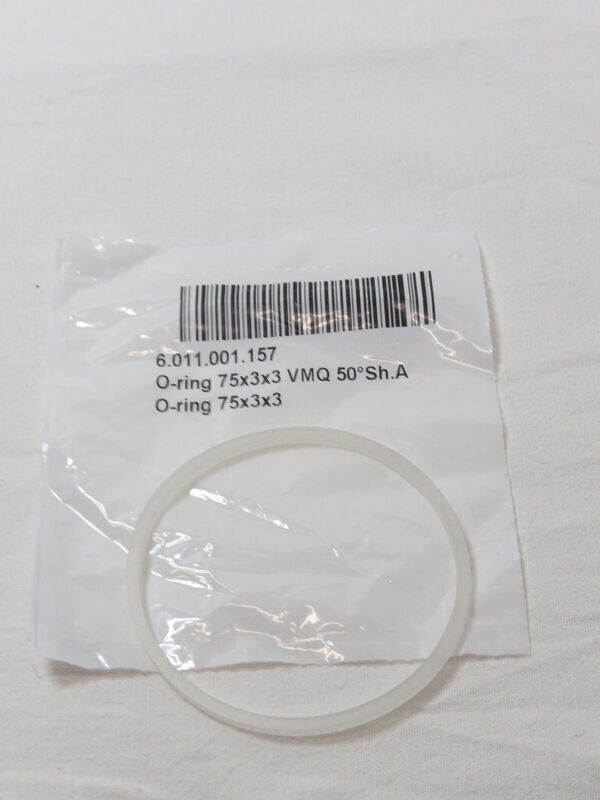 6.011.001.157
O-ring 75x3x3 VMQ 50°Sh.A
O-ring 75x3x3